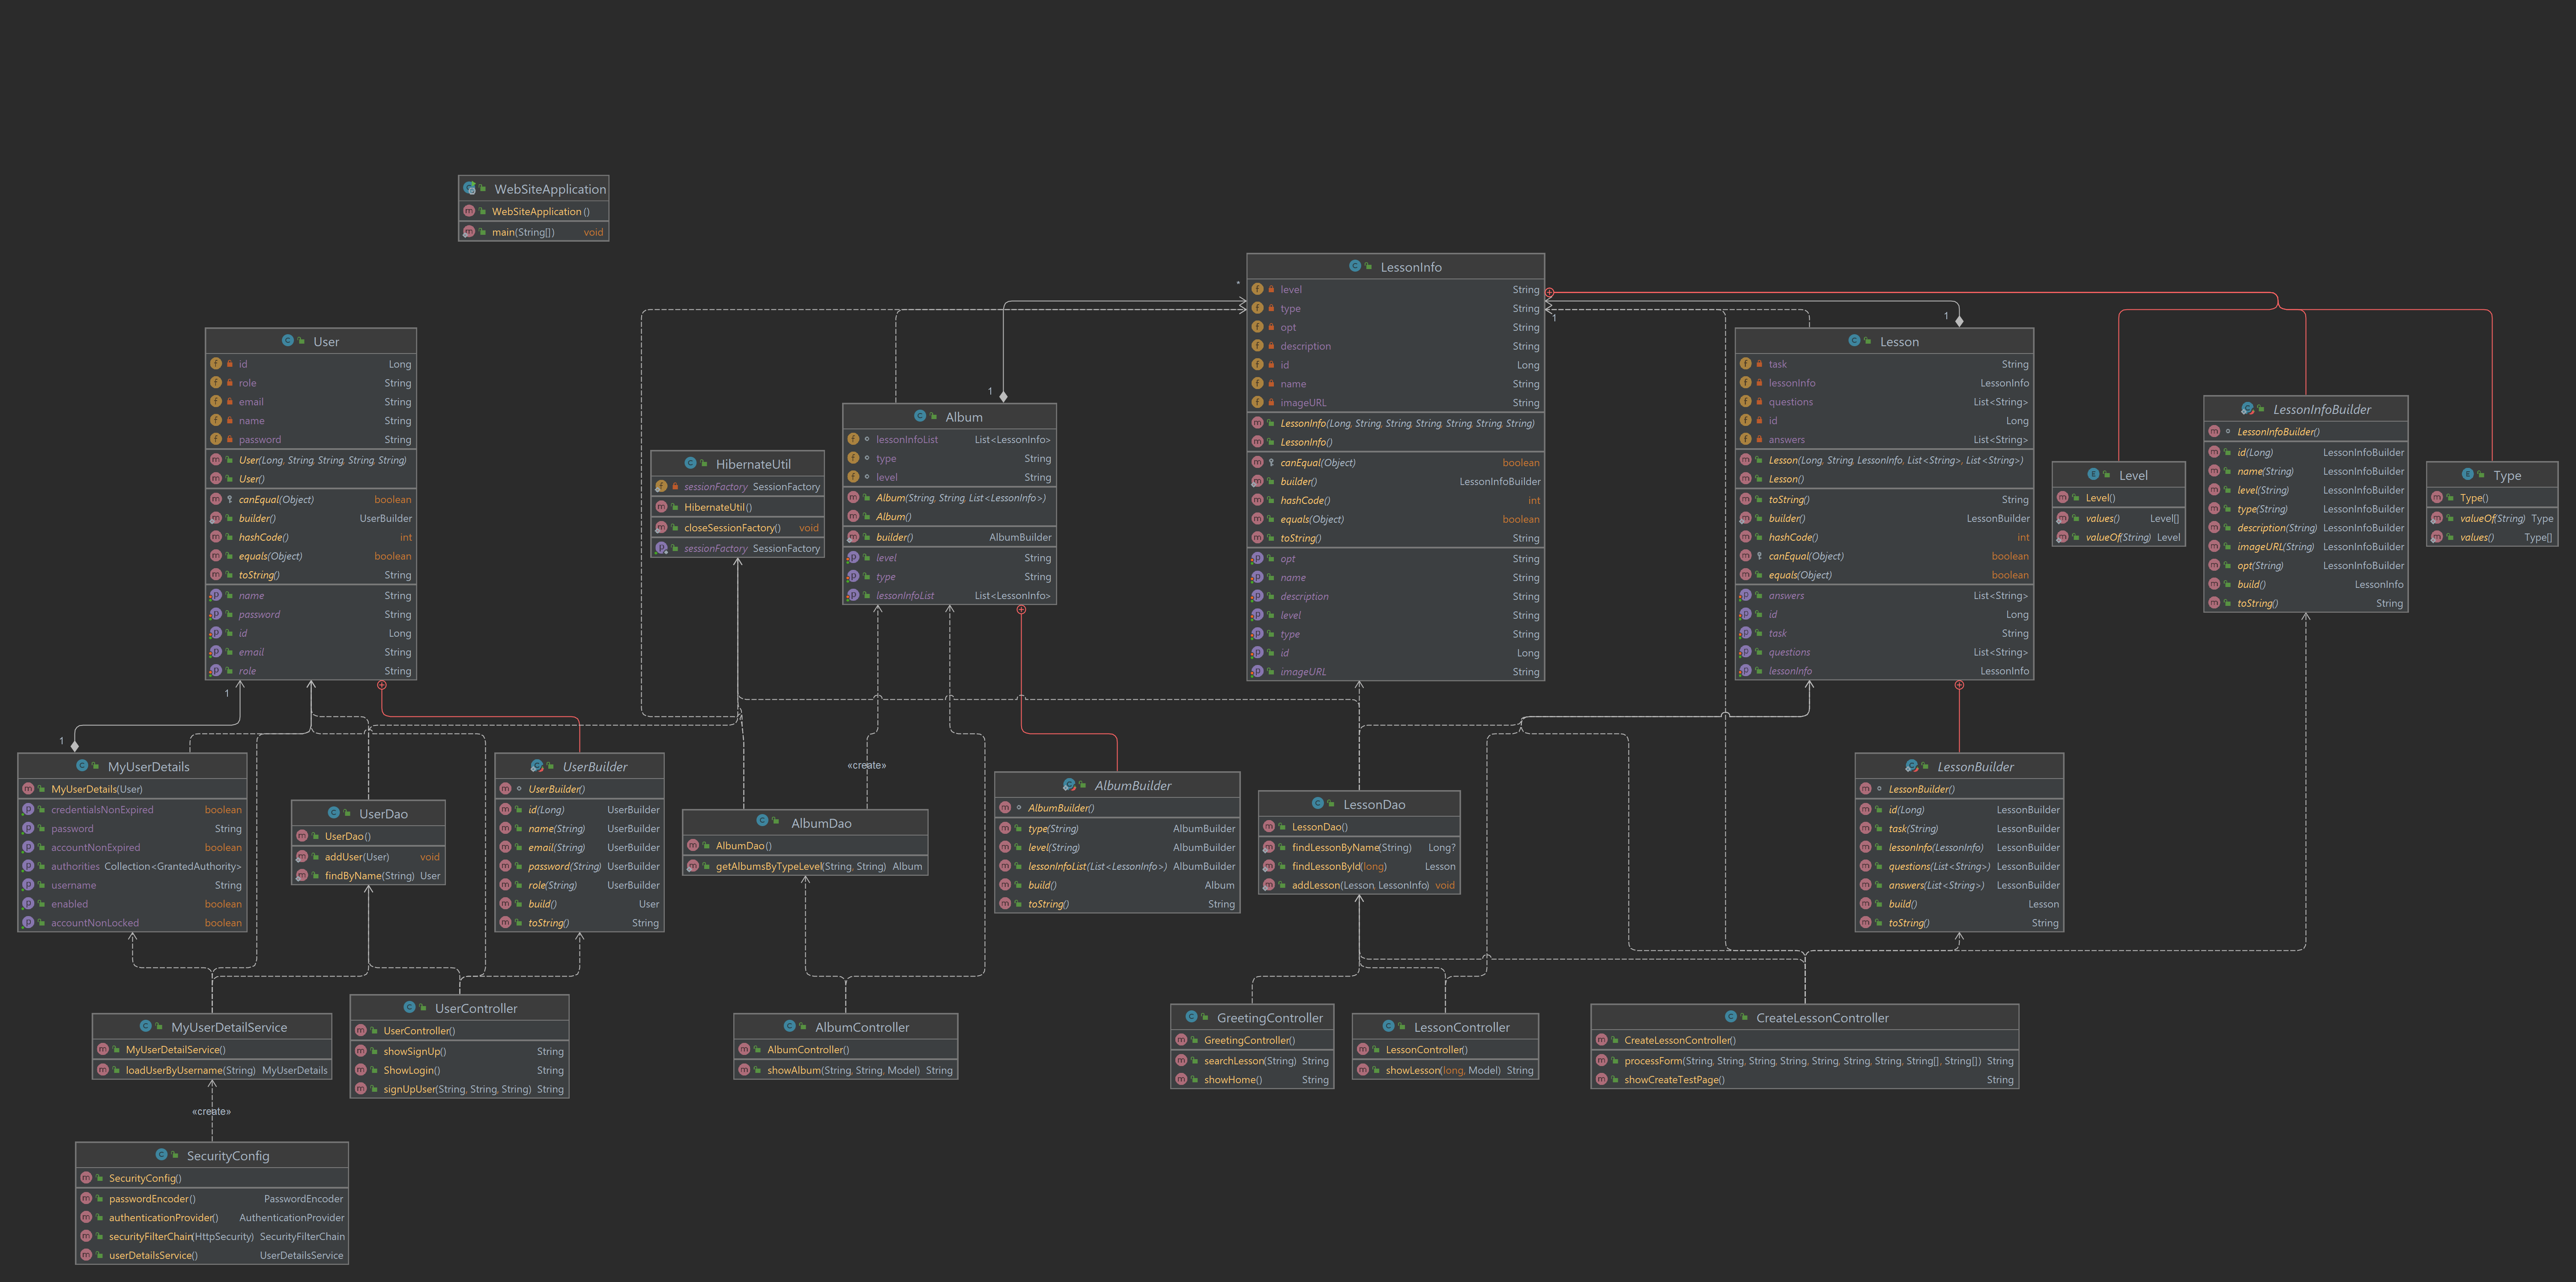 WebSiteApplication
WebSiteApplication()
main(String[]) void
User
id Long
role String
email String
name String
password String
User(Long, String, String, String, String)
User()
canEqual(Object) boolean
builder() UserBuilder
hashCode() int
equals(Object) boolean
toString() String
name String
password String
id Long
email String
role String
HibernateUtil
sessionFactory SessionFactory
HibernateUtil()
closeSessionFactory() void
sessionFactory SessionFactory
1
Album
lessonInfoList List<LessonInfo>
type String
level String
Album(String, String, List<LessonInfo>)
Album()
builder() AlbumBuilder
level String
type String
lessonInfoList List<LessonInfo>
*
LessonInfo
level String
type String
opt String
description String
id Long
name String
imageURL String
LessonInfo(Long, String, String, String, String, String, String)
LessonInfo()
canEqual(Object) boolean
builder() LessonInfoBuilder
hashCode() int
equals(Object) boolean
toString() String
opt String
name String
description String
level String
type String
id Long
imageURL String
1
1
Lesson
task String
lessonInfo LessonInfo
questions List<String>
id Long
answers List<String>
Lesson(Long, String, LessonInfo, List<String>, List<String>)
Lesson()
toString() String
builder() LessonBuilder
hashCode() int
canEqual(Object) boolean
equals(Object) boolean
answers List<String>
id Long
task String
questions List<String>
lessonInfo LessonInfo
Level
Level()
values() Level[]
valueOf(String) Level
LessonInfoBuilder
LessonInfoBuilder()
id(Long) LessonInfoBuilder
name(String) LessonInfoBuilder
level(String) LessonInfoBuilder
type(String) LessonInfoBuilder
description(String) LessonInfoBuilder
imageURL(String) LessonInfoBuilder
opt(String) LessonInfoBuilder
build() LessonInfo
toString() String
Type
Type()
valueOf(String) Type
values() Type[]
1
1
MyUserDetails
MyUserDetails(User)
credentialsNonExpired boolean
password String
accountNonExpired boolean
authorities Collection<GrantedAuthority>
username String
enabled boolean
accountNonLocked boolean
UserDao
UserDao()
addUser(User) void
findByName(String) User
UserBuilder
UserBuilder()
id(Long) UserBuilder
name(String) UserBuilder
email(String) UserBuilder
password(String) UserBuilder
role(String) UserBuilder
build() User
toString() String
«create»
AlbumDao
AlbumDao()
getAlbumsByTypeLevel(String, String) Album
AlbumBuilder
AlbumBuilder()
type(String) AlbumBuilder
level(String) AlbumBuilder
lessonInfoList(List<LessonInfo>) AlbumBuilder
build() Album
toString() String
LessonDao
LessonDao()
findLessonByName(String) Long?
findLessonById(long) Lesson
addLesson(Lesson, LessonInfo) void
LessonBuilder
LessonBuilder()
id(Long) LessonBuilder
task(String) LessonBuilder
lessonInfo(LessonInfo) LessonBuilder
questions(List<String>) LessonBuilder
answers(List<String>) LessonBuilder
build() Lesson
toString() String
MyUserDetailService
MyUserDetailService()
loadUserByUsername(String) MyUserDetails
UserController
UserController()
showSignUp() String
ShowLogin() String
signUpUser(String, String, String) String
AlbumController
AlbumController()
showAlbum(String, String, Model) String
GreetingController
GreetingController()
searchLesson(String) String
showHome() String
LessonController
LessonController()
showLesson(long, Model) String
CreateLessonController
CreateLessonController()
processForm(String, String, String, String, String, String, String, String[], String[]) String
showCreateTestPage() String
«create»
SecurityConfig
SecurityConfig()
passwordEncoder() PasswordEncoder
authenticationProvider() AuthenticationProvider
securityFilterChain(HttpSecurity) SecurityFilterChain
userDetailsService() UserDetailsService